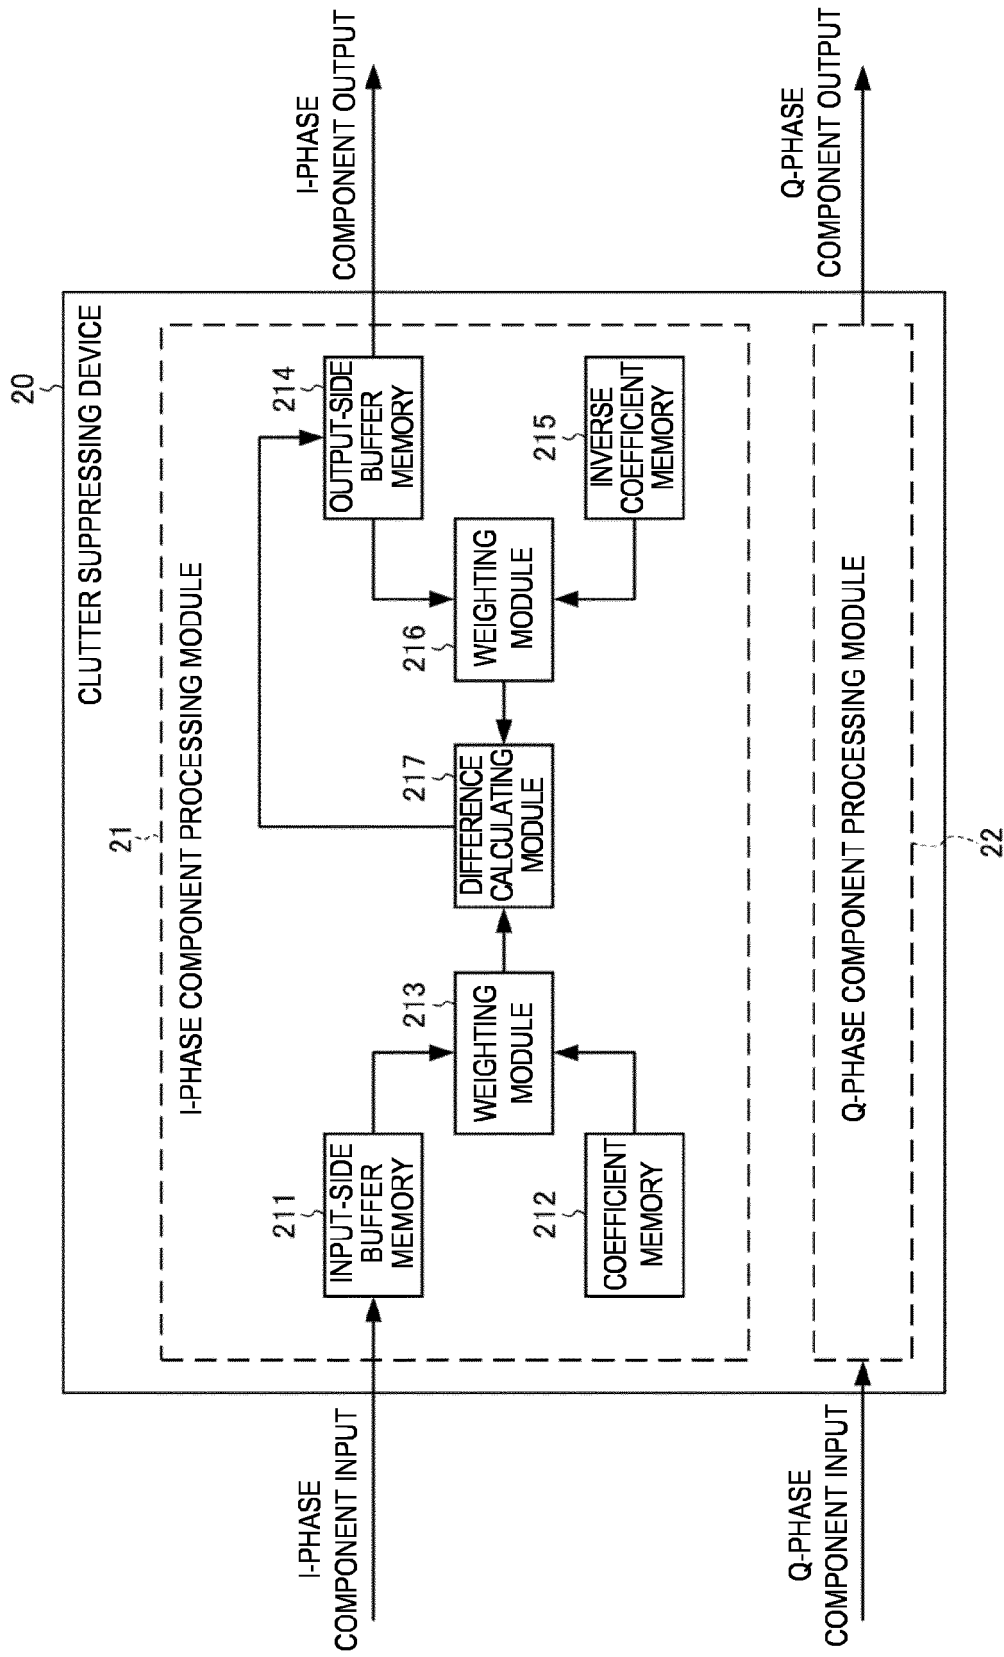 20
CLUTTER SUPPRESSING DEVICE
21
I-PHASE COMPONENT PROCESSING MODULE
I-PHASE
COMPONENT INPUT
211
INPUT-SIDE
BUFFER
MEMORY
212
COEFFICIENT
MEMORY
213
WEIGHTING
MODULE
217
DIFFERENCE
CALCULATING
MODULE
216
WEIGHTING
MODULE
214
OUTPUT-SIDE
BUFFER
MEMORY
215
INVERSE
COEFFICIENT
MEMORY
I-PHASE
COMPONENT OUTPUT
Q-PHASE
COMPONENT INPUT
Q-PHASE COMPONENT PROCESSING MODULE
22
Q-PHASE
COMPONENT OUTPUT